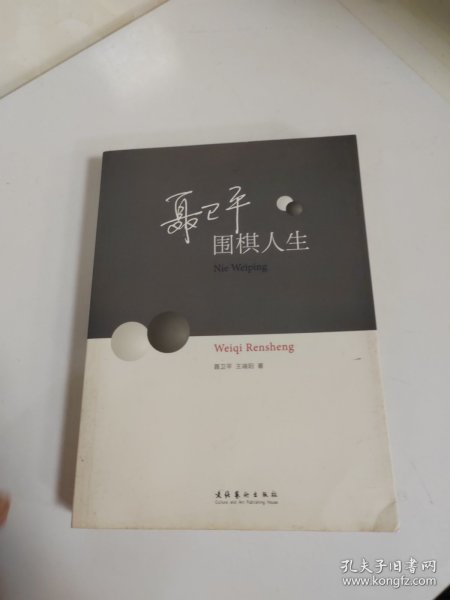 聂卫平
围棋人生
Nie Weiping
Weiqi Rensheng
聂卫平 王端阳 著
文化艺术出版社
Culture and Art Publishing House
孔夫子旧书网
www.kongfz.com